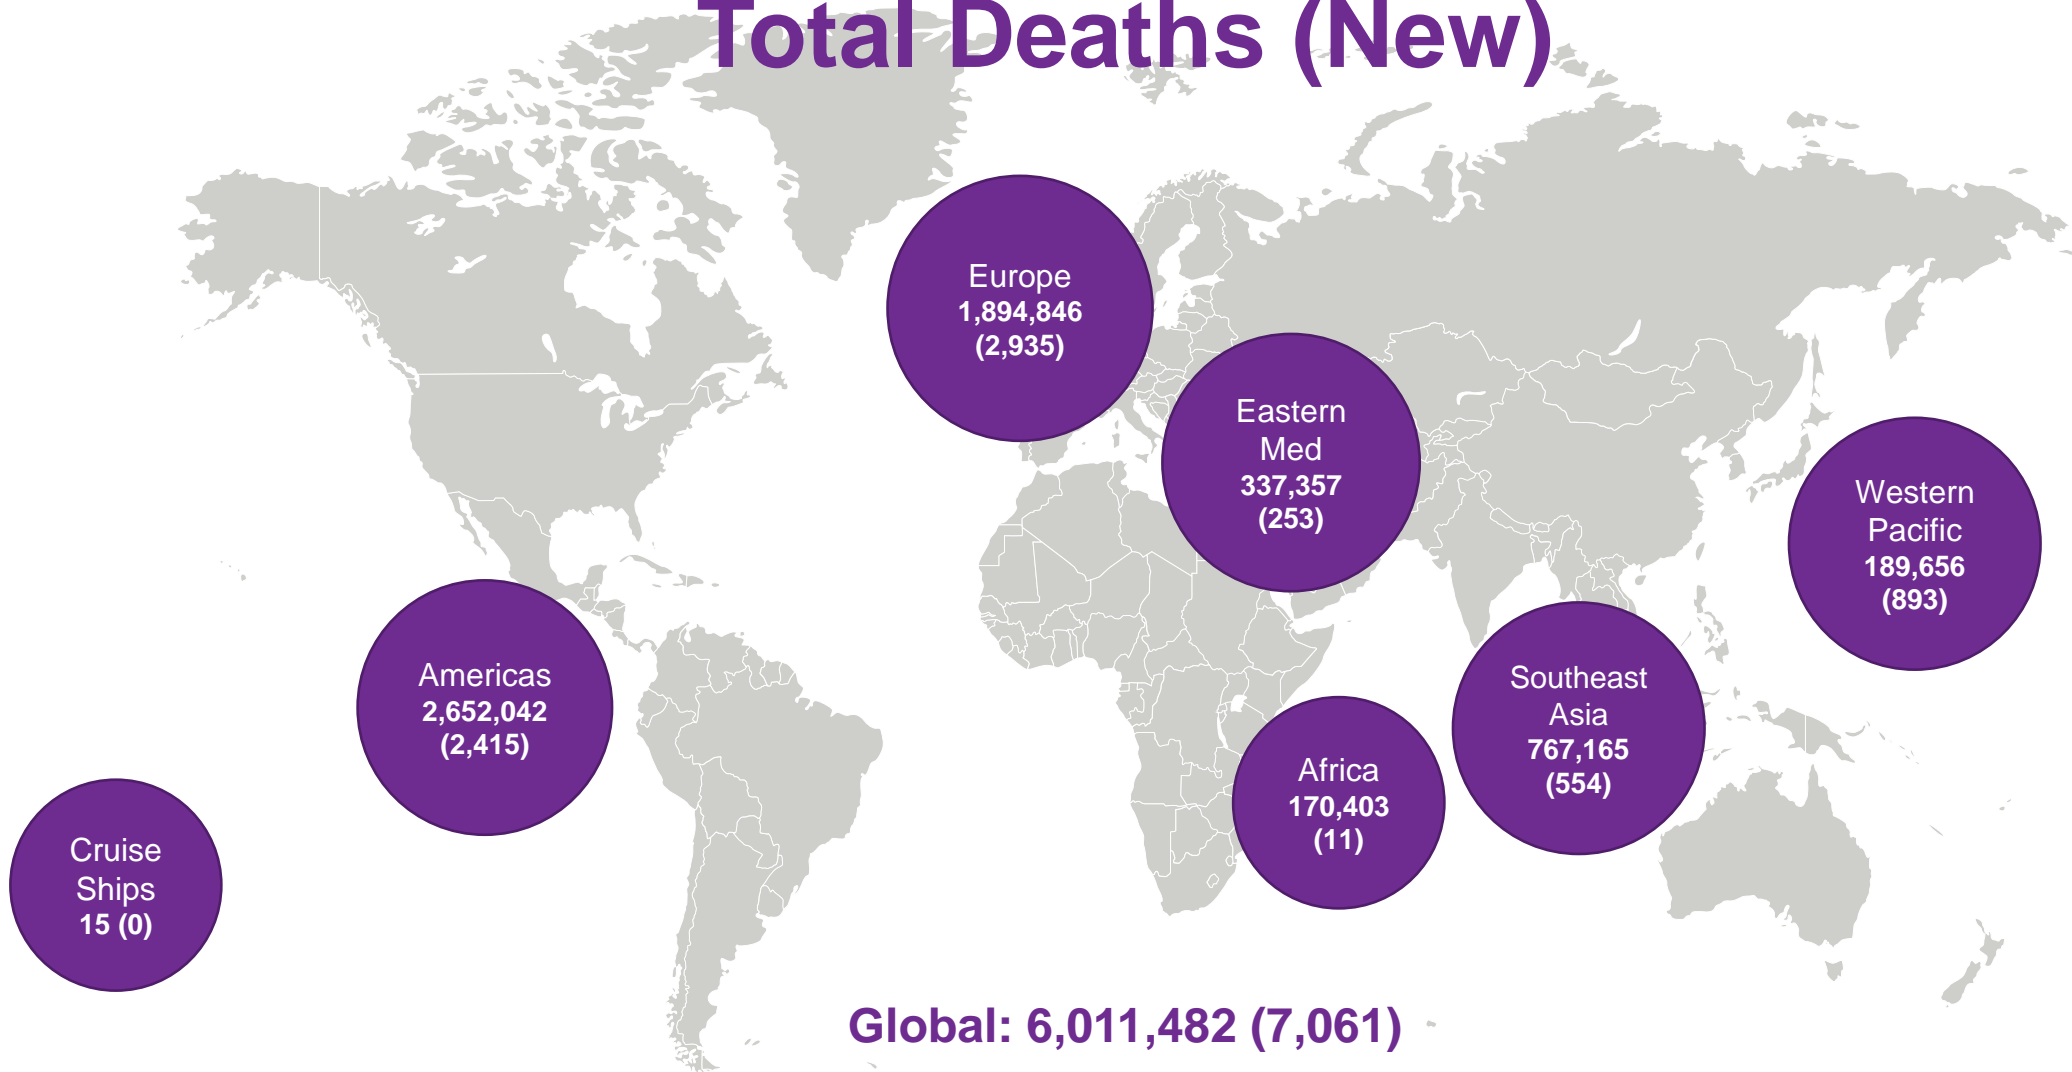 Total Deaths (New)
Europe
1,894,846
(2,935)
Eastern
Med
337,357
(253)
Western
Pacific
189,656
(893)
Americas
2,652,042
(2,415)
Southeast
Asia
767,165
(554)
Africa
170,403
(11)
Cruise
Ships
15 (0)
Global: 6,011,482 (7,061)